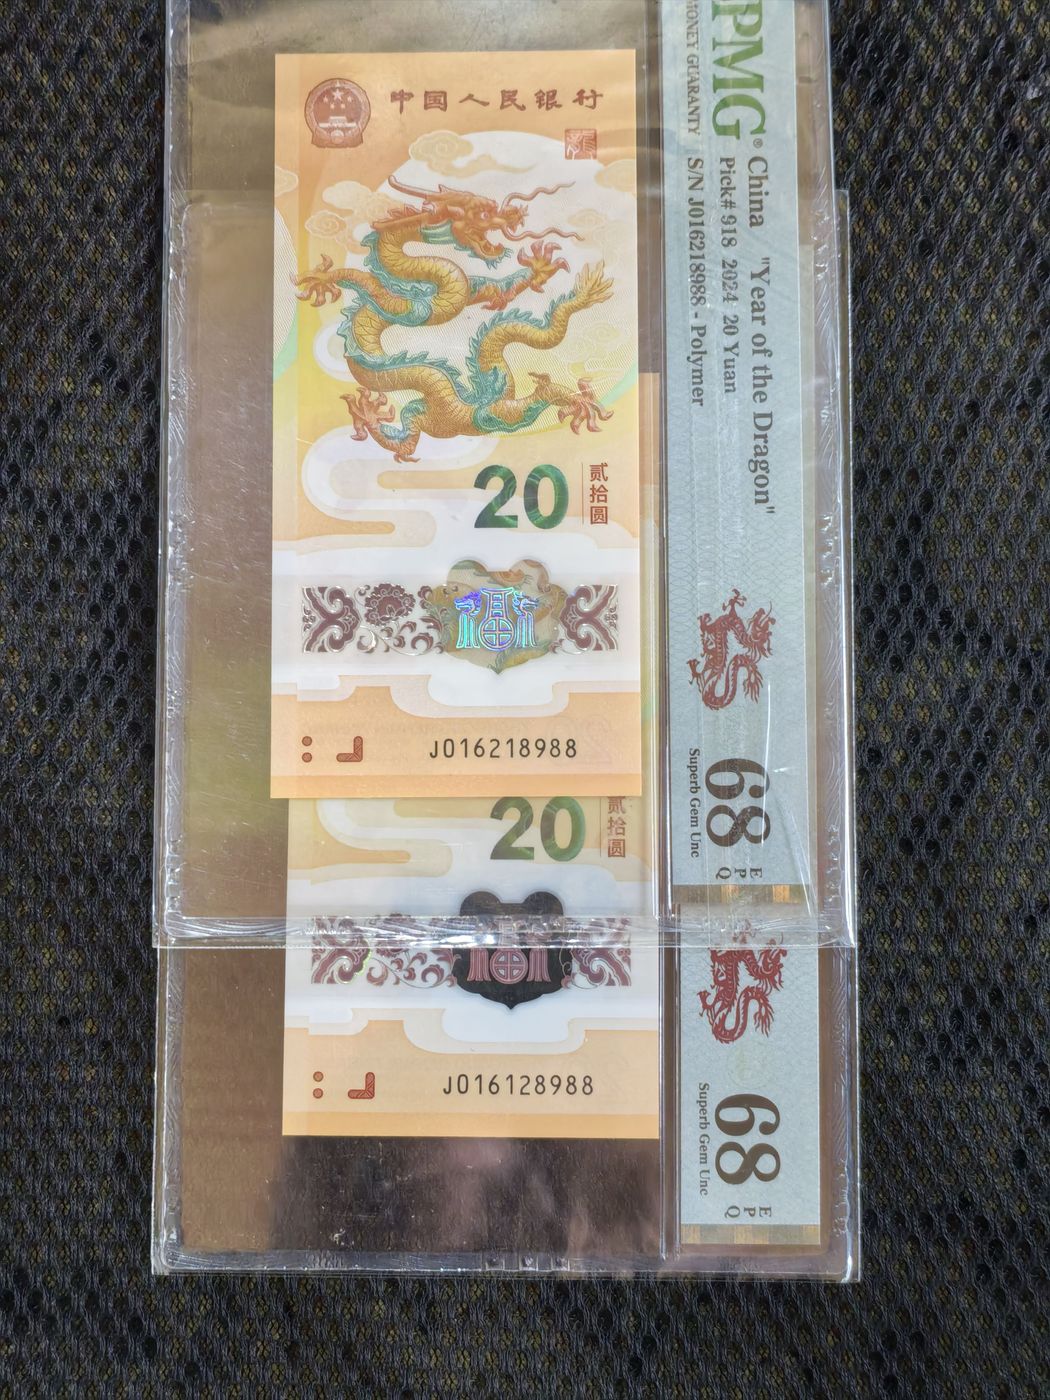 中国人民银行
20
贰拾圆
J016218988
20
贰拾圆
J016128988
PMG®
MONEY GUARANTY
China "Year of the Dragon"
Pick# 918 2024 20 Yuan
S/N J016218988 - Polymer
68
EPQ
Superb Gem Unc
68
EPQ
Superb Gem Unc